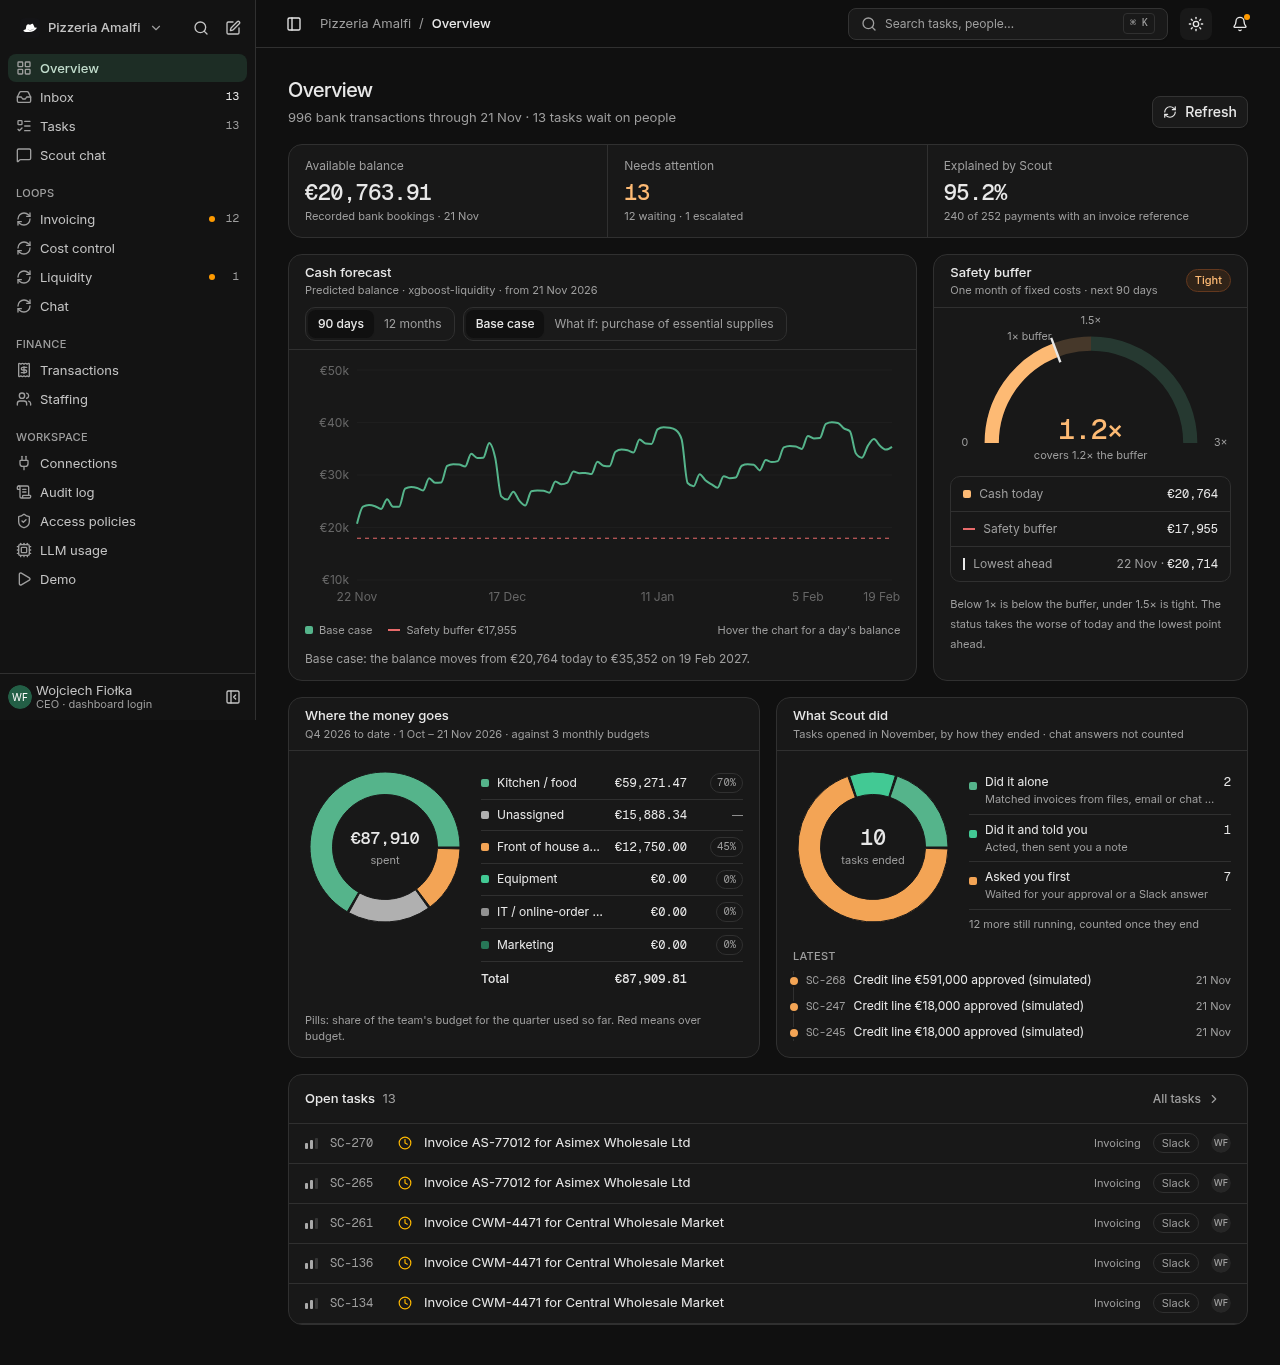 Pizzeria Amalfi
Overview
Inbox 13
Tasks 13
Scout chat
LOOPS
Invoicing 12
Cost control
Liquidity 1
Chat
FINANCE
Transactions
Staffing
WORKSPACE
Connections
Audit log
Access policies
LLM usage
Demo
WF
Wojciech Fiołka
CEO · dashboard login
Pizzeria Amalfi / Overview
Search tasks, people... ⌘ K
Overview
996 bank transactions through 21 Nov · 13 tasks wait on people
Refresh
Available balance
€20,763.91
Recorded bank bookings · 21 Nov
Needs attention
13
12 waiting · 1 escalated
Explained by Scout
95.2%
240 of 252 payments with an invoice reference
Cash forecast
Predicted balance · xgboost-liquidity · from 21 Nov 2026
90 days 12 months Base case What if: purchase of essential supplies
€50k
€40k
€30k
€20k
€10k
22 Nov 17 Dec 11 Jan 5 Feb 19 Feb
Base case Safety buffer €17,955 Hover the chart for a day's balance
Base case: the balance moves from €20,764 today to €35,352 on 19 Feb 2027.
Safety buffer
One month of fixed costs · next 90 days
Tight
1.5×
1× buffer
0 1.2× 3×
covers 1.2× the buffer
Cash today €20,764
Safety buffer €17,955
Lowest ahead 22 Nov · €20,714
Below 1× is below the buffer, under 1.5× is tight. The
status takes the worse of today and the lowest point
ahead.
Where the money goes
Q4 2026 to date · 1 Oct – 21 Nov 2026 · against 3 monthly budgets
€87,910
spent
Kitchen / food €59,271.47 70%
Unassigned €15,888.34 —
Front of house a... €12,750.00 45%
Equipment €0.00 0%
IT / online-order ... €0.00 0%
Marketing €0.00 0%
Total €87,909.81
Pills: share of the team's budget for the quarter used so far. Red means over
budget.
What Scout did
Tasks opened in November, by how they ended · chat answers not counted
10
tasks ended
Did it alone 2
Matched invoices from files, email or chat ...
Did it and told you 1
Acted, then sent you a note
Asked you first 7
Waited for your approval or a Slack answer
12 more still running, counted once they end
LATEST
SC-268 Credit line €591,000 approved (simulated) 21 Nov
SC-247 Credit line €18,000 approved (simulated) 21 Nov
SC-245 Credit line €18,000 approved (simulated) 21 Nov
Open tasks 13 All tasks
SC-270 Invoice AS-77012 for Asimex Wholesale Ltd Invoicing Slack WF
SC-265 Invoice AS-77012 for Asimex Wholesale Ltd Invoicing Slack WF
SC-261 Invoice CWM-4471 for Central Wholesale Market Invoicing Slack WF
SC-136 Invoice CWM-4471 for Central Wholesale Market Invoicing Slack WF
SC-134 Invoice CWM-4471 for Central Wholesale Market Invoicing Slack WF